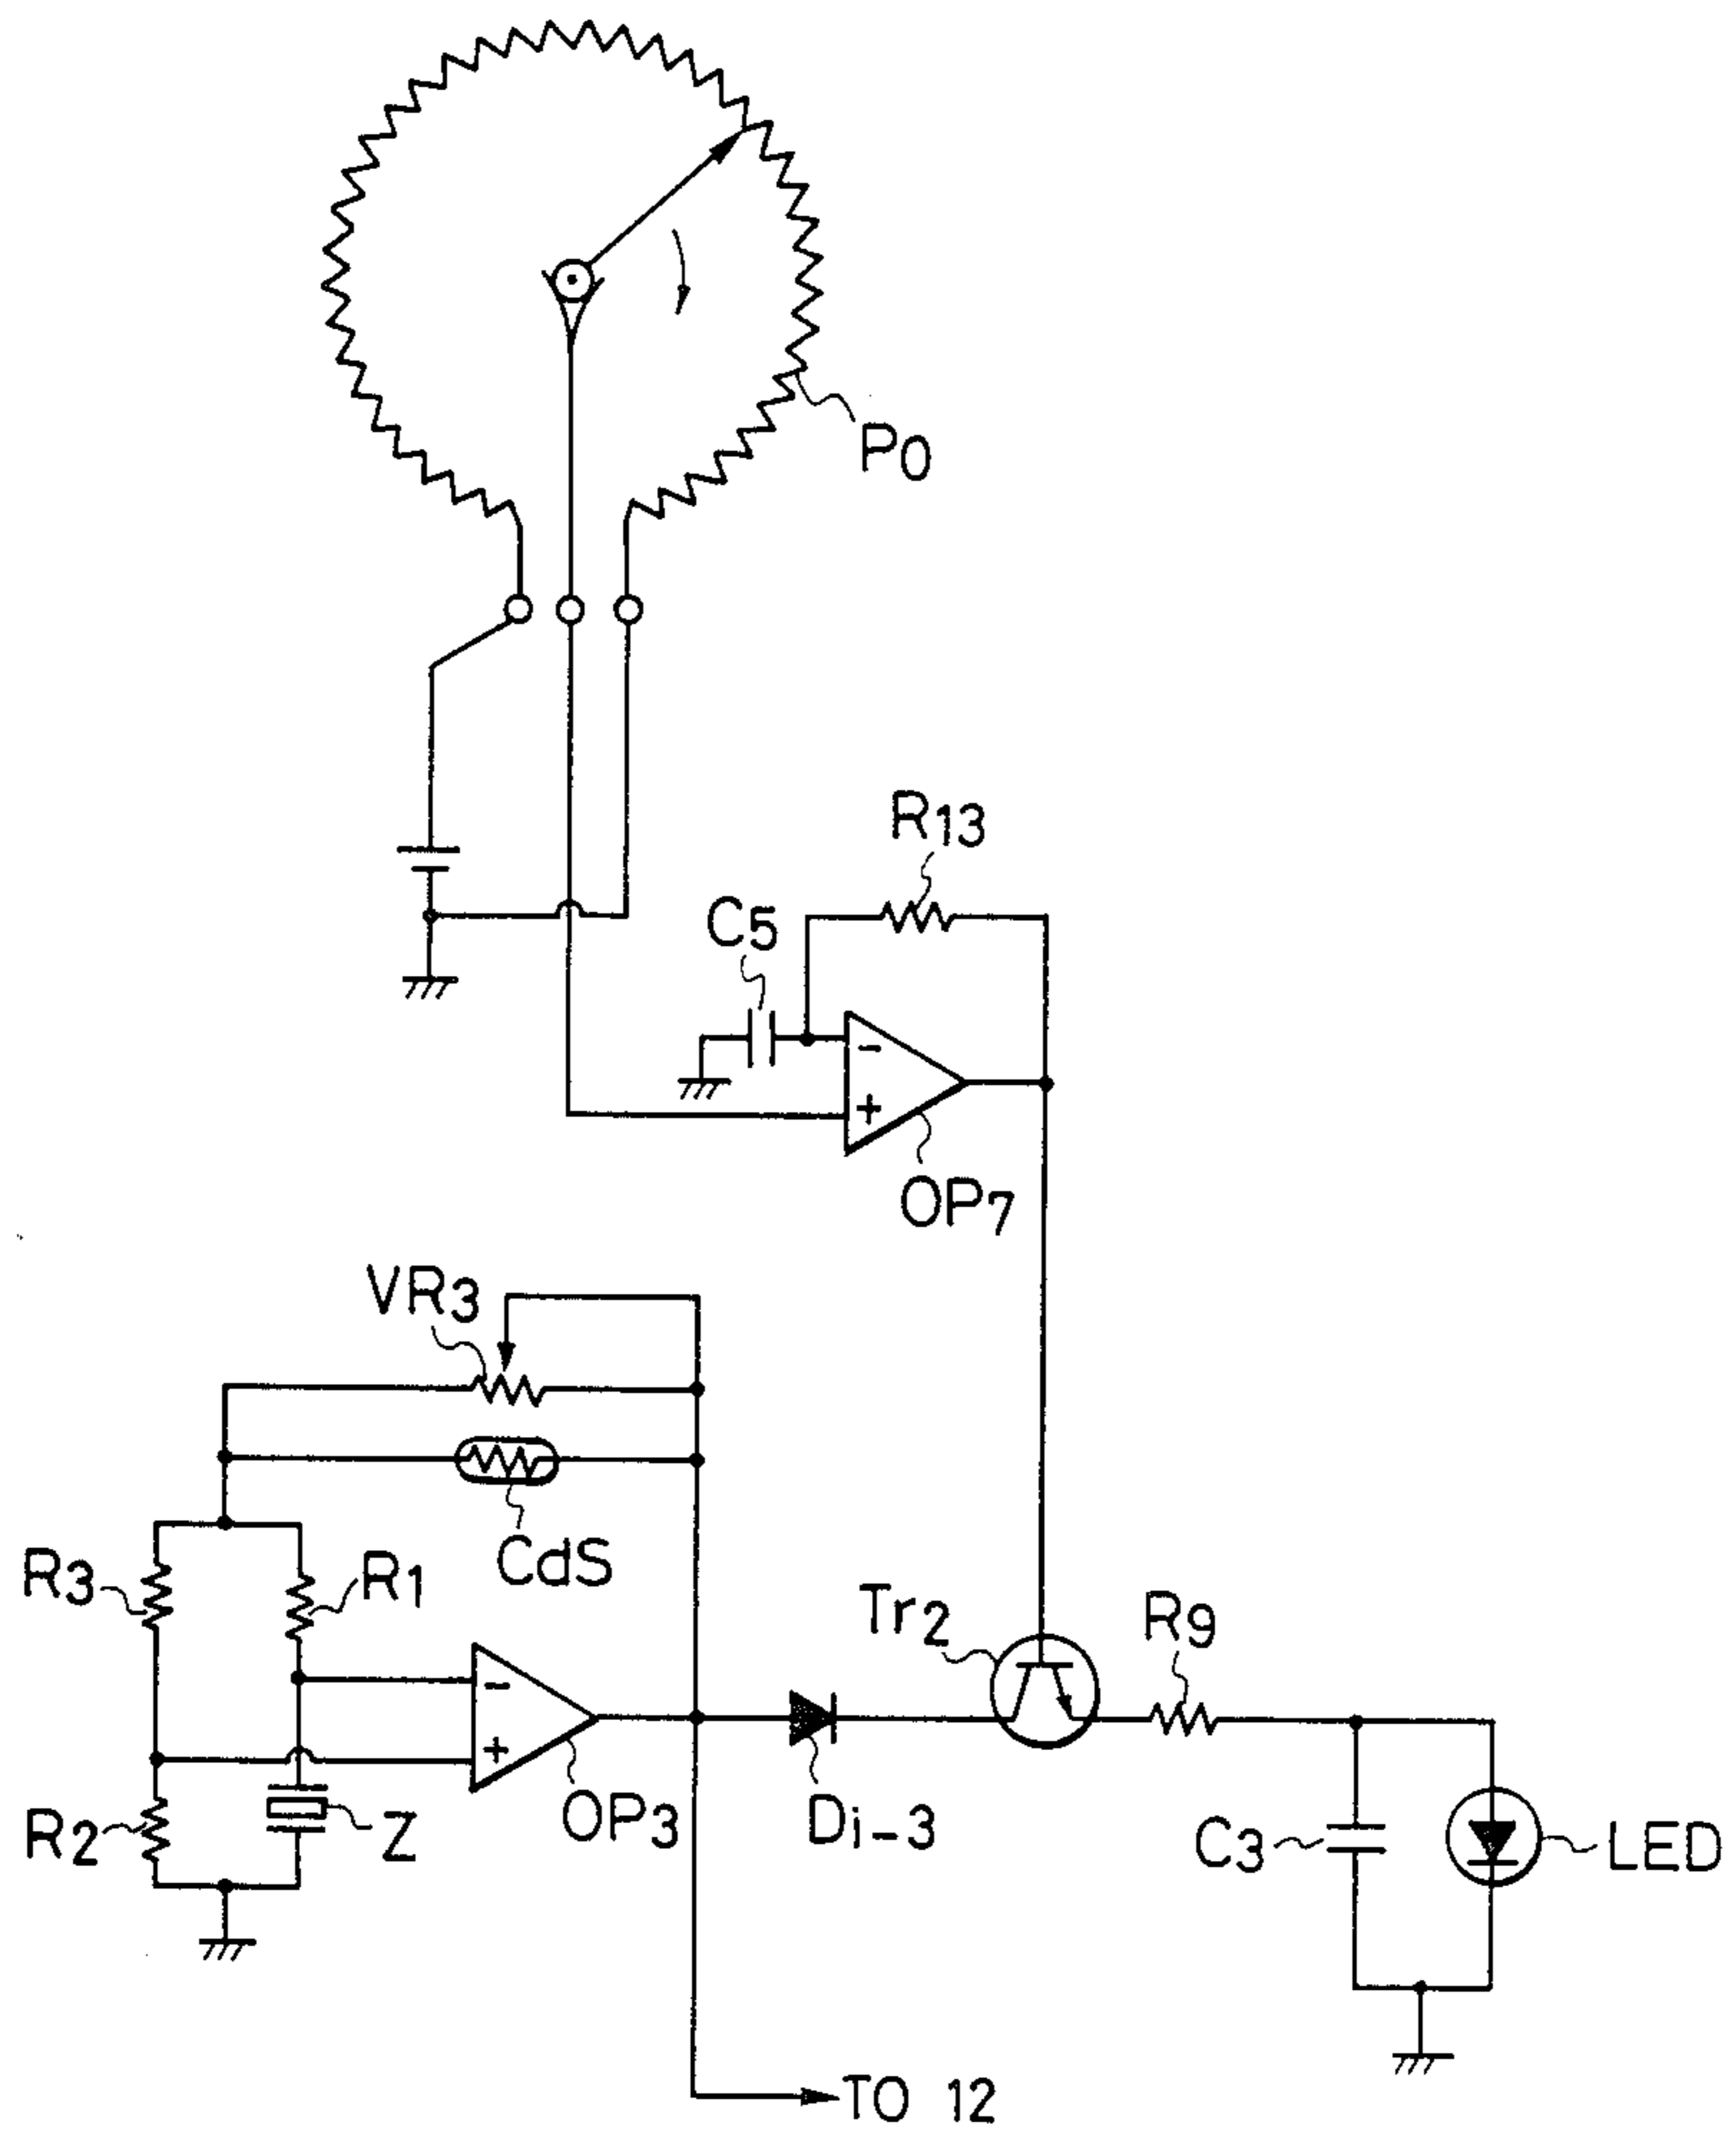 P0
R13
C5
-
+
OP7
VR3
CdS
R3
R1
Tr2
R9
-
+
OP3
Di-3
R2
Z
C3
LED
TO 12